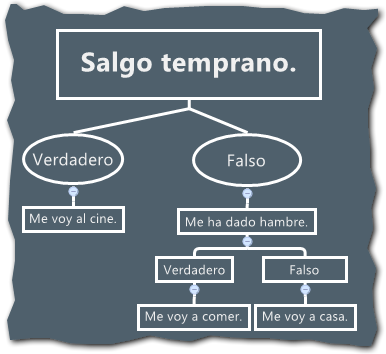 Salgo temprano.
Verdadero
Falso
Me voy al cine.
Me ha dado hambre.
Verdadero
Falso
Me voy a comer.
Me voy a casa.